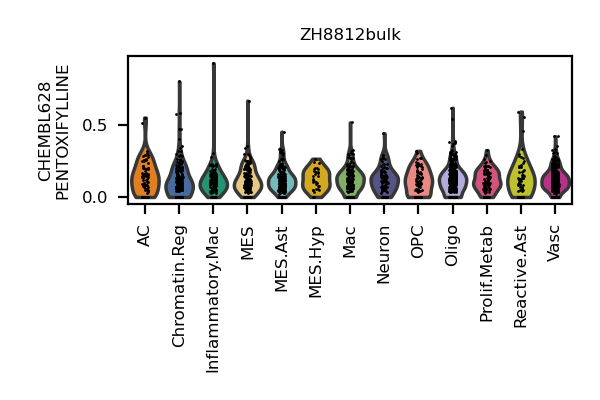 ZH8812bulk
CHEMBL628
PENTOXIFYLLINE
0.5
0.0
AC
Chromatin.Reg
Inflammatory.Mac
MES
MES.Ast
MES.Hyp
Mac
Neuron
OPC
Oligo
Prolif.Metab
Reactive.Ast
Vasc